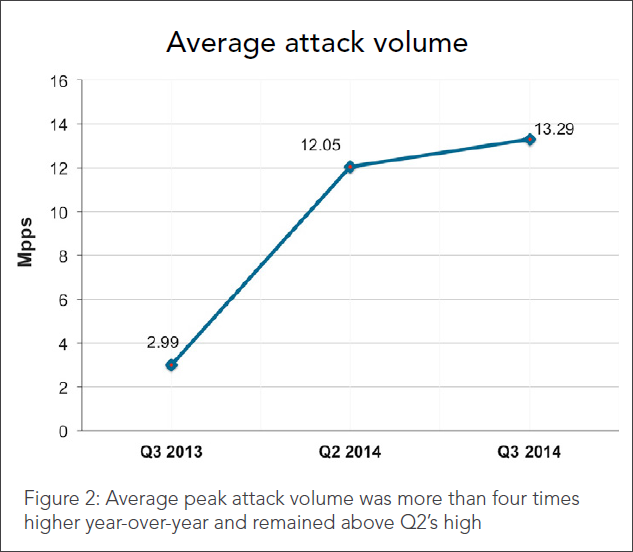 Average attack volume
16
14
12
10
8
6
4
2
0
Mpps
2.99
12.05
13.29
Q3 2013
Q2 2014
Q3 2014
Figure 2: Average peak attack volume was more than four times
higher year-over-year and remained above Q2’s high